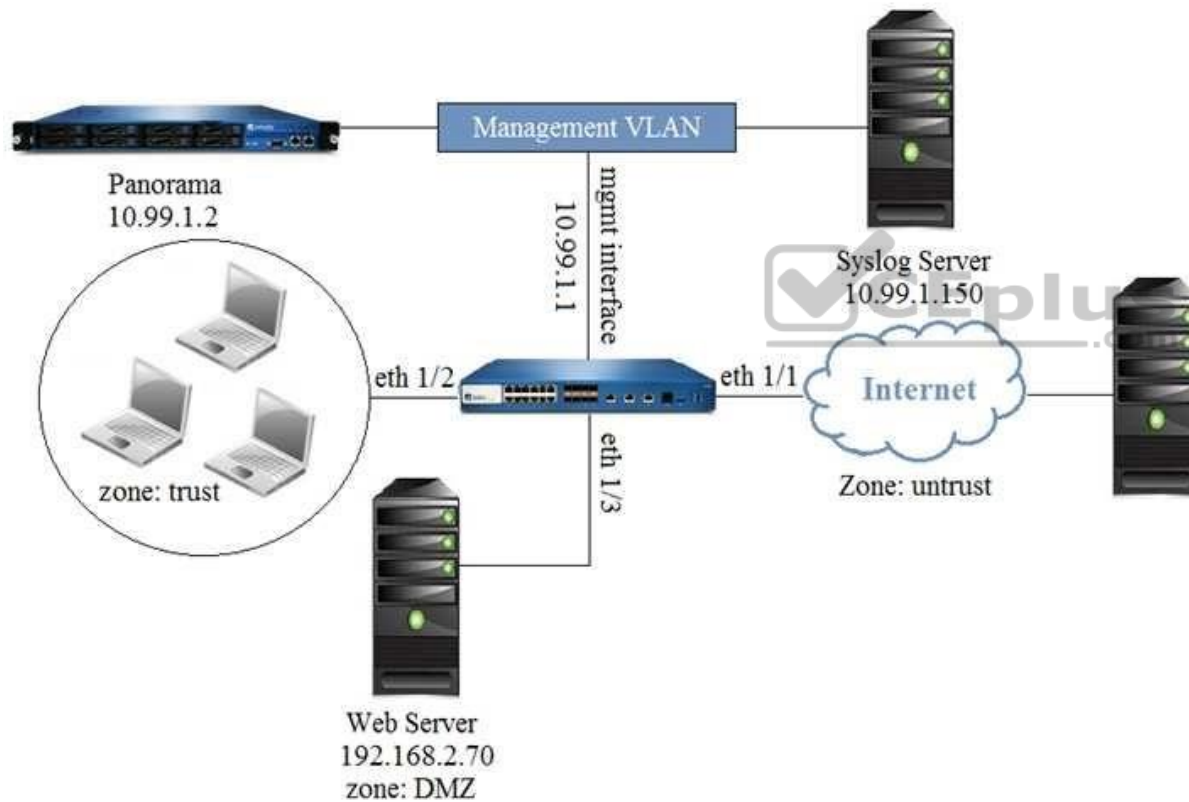 Management VLAN
Panorama
10.99.1.2
mgmt interface
10.99.1.1
Syslog Server
10.99.1.150
CEplu
.com
eth 1/2
eth 1/1
Internet
eth 1/3
zone: trust
Zone: untrust
Web Server
192.168.2.70
zone: DMZ